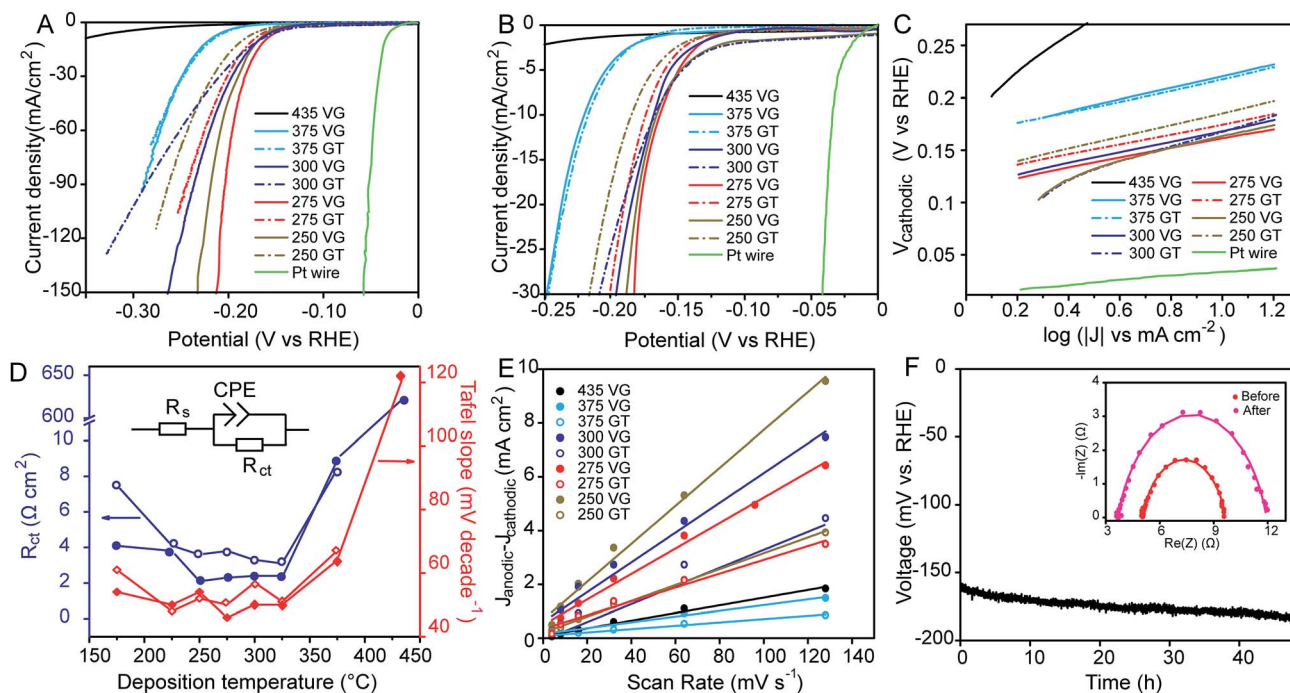 A
Current density(mA/cm²)
0
-30
-60
-90
-120
-150
-0.30
-0.20
-0.10
0
Potential (V vs RHE)
435 VG
375 VG
375 GT
300 VG
300 GT
275 VG
275 GT
250 VG
250 GT
Pt wire
B
Current density(mA/cm²)
0
-5
-10
-15
-20
-25
-30
-0.25
-0.20
-0.15
-0.10
-0.05
-0.00
0
Potential (V vs RHE)
435 VG
375 VG
375 GT
300 VG
300 GT
275 VG
275 GT
250 VG
250 GT
Pt wire
C
Vcathodic (V vs RHE)
0.25
0.2
0.15
0.1
0.05
0.2
0.4
0.6
0.8
1.0
1.2
log (|J| vs mA cm⁻²)
435 VG
375 VG
375 GT
300 VG
300 GT
275 VG
275 GT
250 VG
250 GT
Pt wire
D
Rct (Ω cm²)
650
600
10
8
6
4
2
0
Rs
CPE
Rct
120
100
80
60
40
Tafel slope (mV decade⁻¹)
150
200
250
300
350
400
450
Deposition temperature (°C)
E
Janodic-Jcathodic (mA cm²)
10
8
6
4
2
0
0
20
40
60
80
100
120
140
Scan Rate (mV s⁻¹)
435 VG
375 VG
375 GT
300 VG
300 GT
275 VG
275 GT
250 VG
250 GT
F
Voltage (mV vs. RHE)
0
-50
-100
-150
-200
0
20
40
Time (h)
-Im(Z) (Ω)
-4
3
2
1
0
3
6
9
12
Re(Z) (Ω)
Before
After